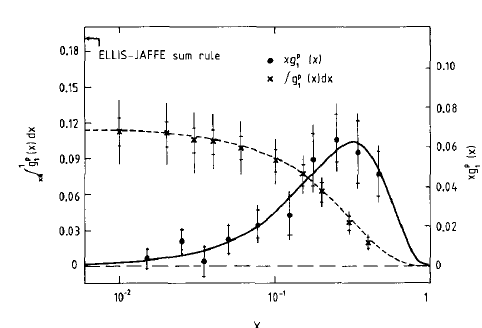 ELLIS-JAFFE sum rule
xg₁ᵖ (x)
∫g₁ᵖ (x)dx
0.18
0.15
0.12
0.09
0.06
0.03
0
0.10
0.08
0.06
0.04
0.02
0
10⁻²
10⁻¹
1
X
∫ₓₘ¹ g₁ᵖ(x)dx
xg₁ᵖ (x)